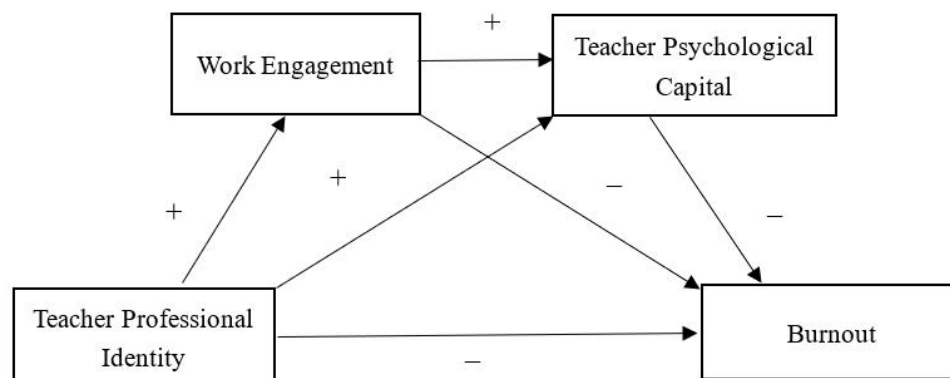 +
Work Engagement
Teacher Psychological
Capital
+
+
–
–
Teacher Professional
Identity
–
Burnout